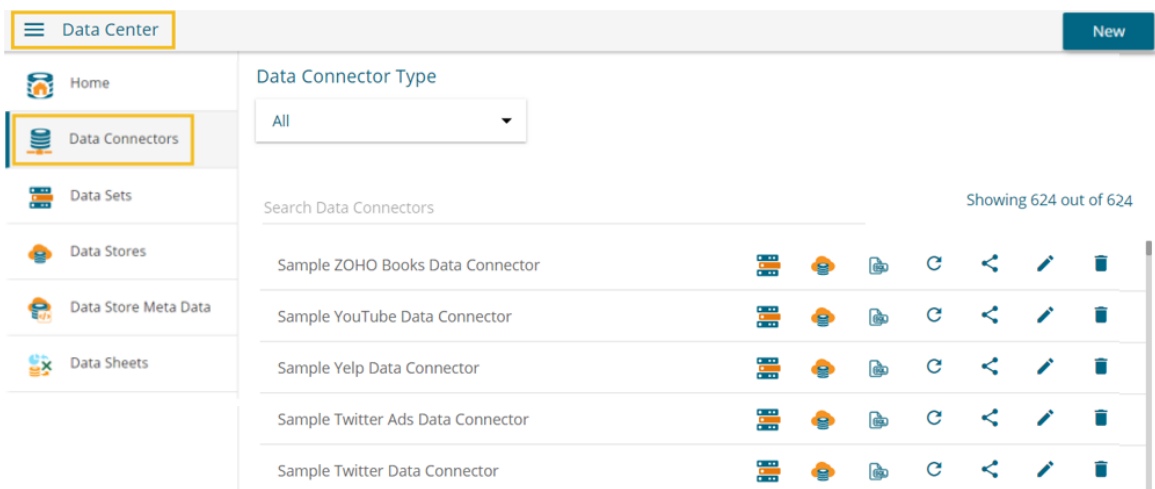 Data Center
New
Home
Data Connectors
Data Sets
Data Stores
Data Store Meta Data
Data Sheets
Data Connector Type
All
Search Data Connectors
Showing 624 out of 624
Sample ZOHO Books Data Connector
Sample YouTube Data Connector
Sample Yelp Data Connector
Sample Twitter Ads Data Connector
Sample Twitter Data Connector